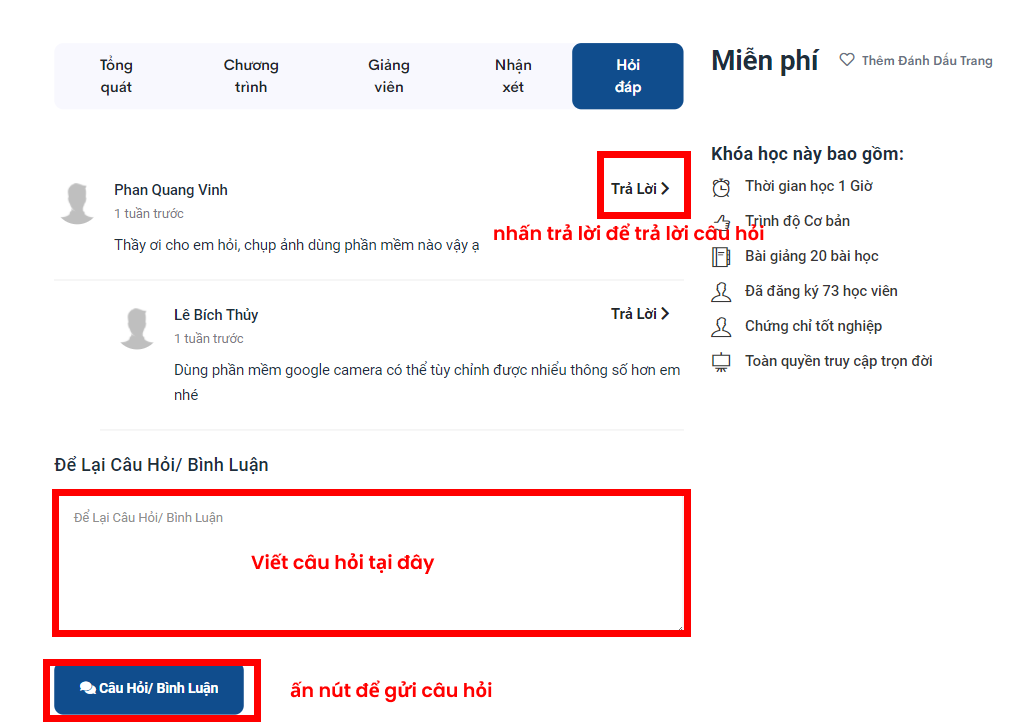 Tổng quát
Chương trình
Giảng viên
Nhận xét
Hỏi đáp
Miễn phí
Thêm Đánh Dấu Trang
Phan Quang Vinh
1 tuần trước
Trả Lời
Thầy ơi cho em hỏi, chụp ảnh dùng phần mềm nào vậy ạ
nhấn trả lời để trả lời câu hỏi
Lê Bích Thủy
1 tuần trước
Trả Lời
Dùng phần mềm google camera có thể tùy chỉnh được nhiểu thông số hơn em
nhé
Để Lại Câu Hỏi/ Bình Luận
Để Lại Câu Hỏi/ Bình Luận
Viết câu hỏi tại đây
Câu Hỏi/ Bình Luận
ấn nút để gửi câu hỏi
Khóa học này bao gồm:
Thời gian học 1 Giờ
Trình độ Cơ bản
Bài giảng 20 bài học
Đã đăng ký 73 học viên
Chứng chỉ tốt nghiệp
Toàn quyền truy cập trọn đời